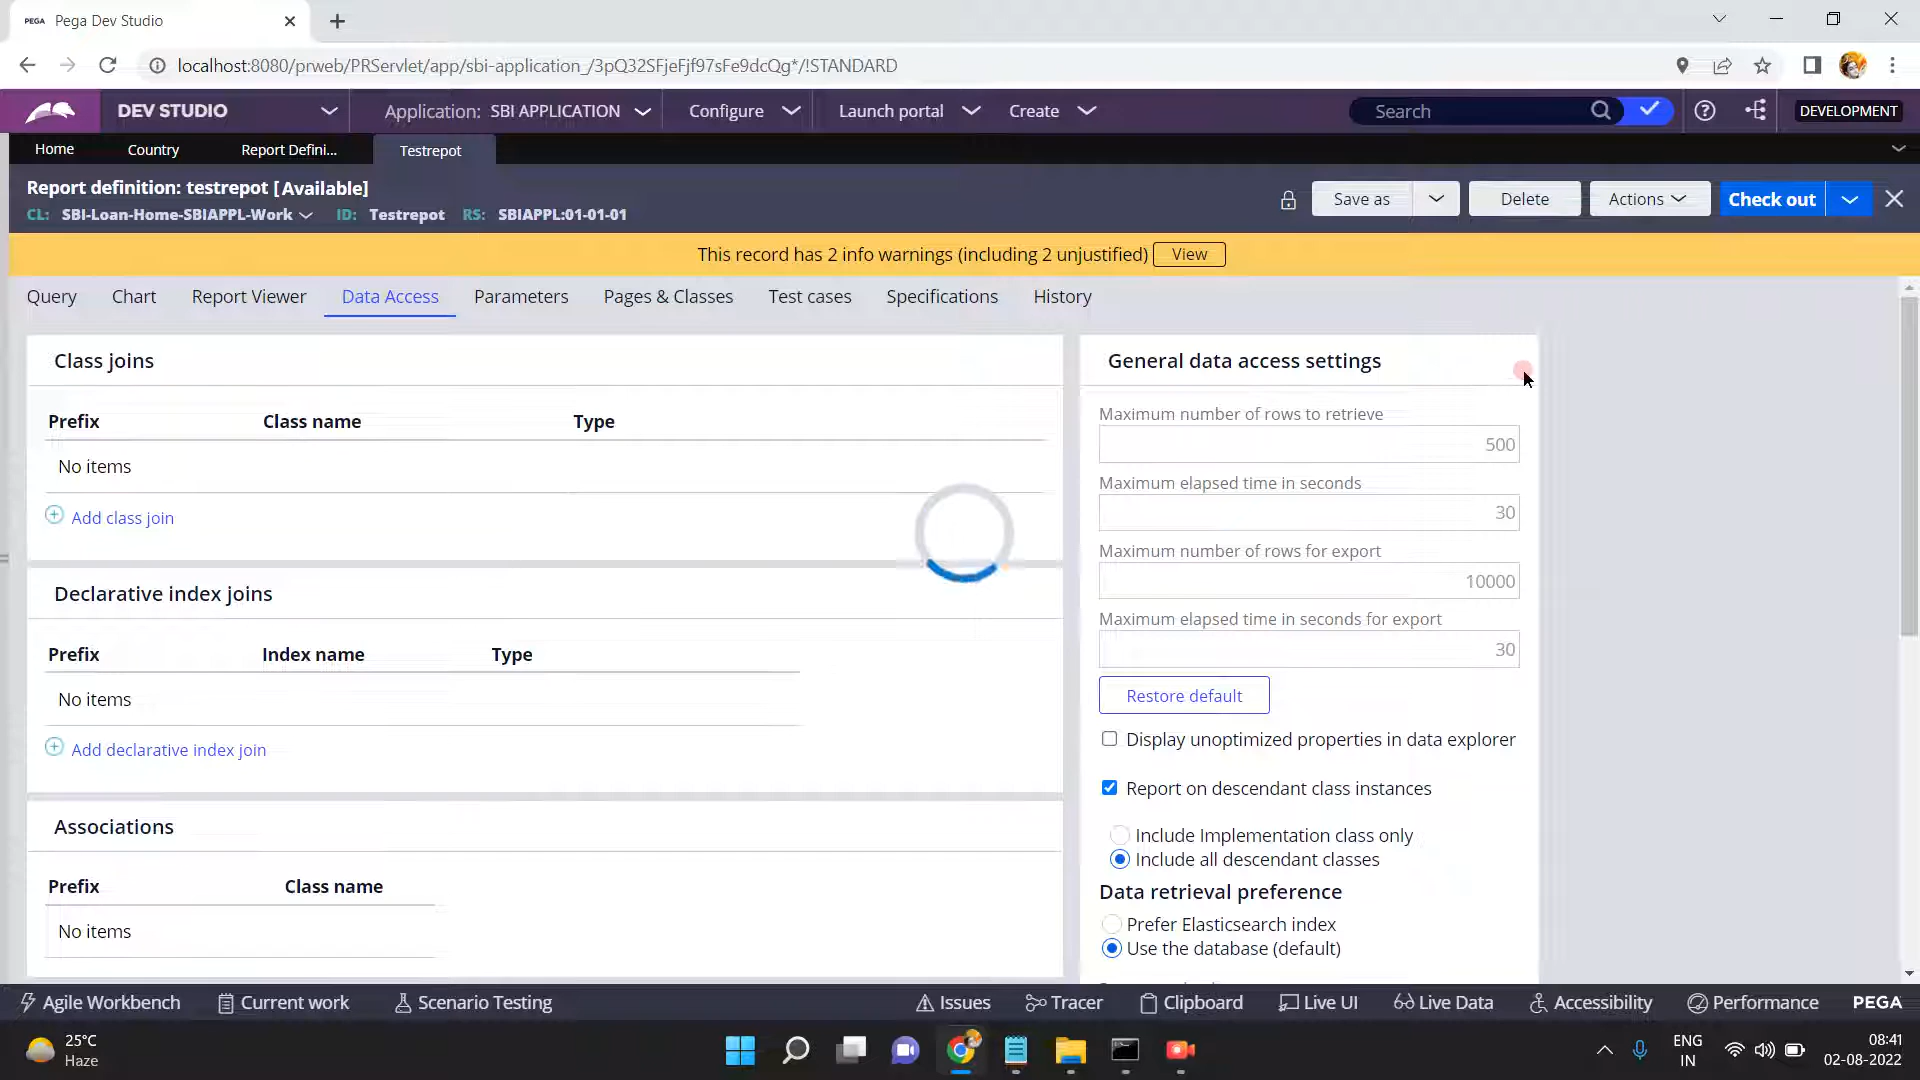 PEGA Pega Dev Studio
localhost:8080/prweb/PRServlet/app/sbi-application_/3pQ32SFjeFjf97sFe9dcQg*/!STANDARD
DEV STUDIO Application: SBI APPLICATION Configure Launch portal Create Search DEVELOPMENT
Home Country Report Defini... Testrepot
Report definition: testrepot [Available]
CL: SBI-Loan-Home-SBIAPPL-Work ID: Testrepot RS: SBIAPPL:01-01-01
Save as Delete Actions Check out
This record has 2 info warnings (including 2 unjustified) View
Query Chart Report Viewer Data Access Parameters Pages & Classes Test cases Specifications History
Class joins
Prefix Class name Type
No items
Add class join
Declarative index joins
Prefix Index name Type
No items
Add declarative index join
Associations
Prefix Class name
No items
General data access settings
Maximum number of rows to retrieve
500
Maximum elapsed time in seconds
30
Maximum number of rows for export
10000
Maximum elapsed time in seconds for export
30
Restore default
Display unoptimized properties in data explorer
Report on descendant class instances
Include Implementation class only
Include all descendant classes
Data retrieval preference
Prefer Elasticsearch index
Use the database (default)
Agile Workbench Current work Scenario Testing Issues Tracer Clipboard Live UI Live Data Accessibility Performance PEGA
25°C
Haze
ENG
IN
08:41
02-08-2022